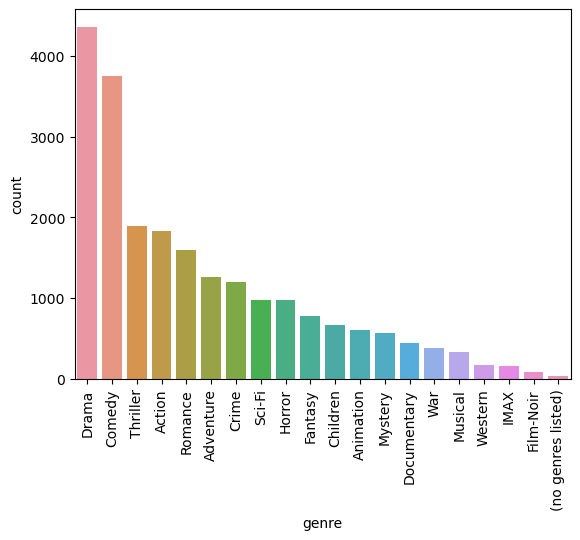 4000
3000
2000
1000
0
count
Drama
Comedy
Thriller
Action
Romance
Adventure
Crime
Sci-Fi
Horror
Fantasy
Children
Animation
Mystery
Documentary
War
Musical
Western
IMAX
Film-Noir
(no genres listed)
genre